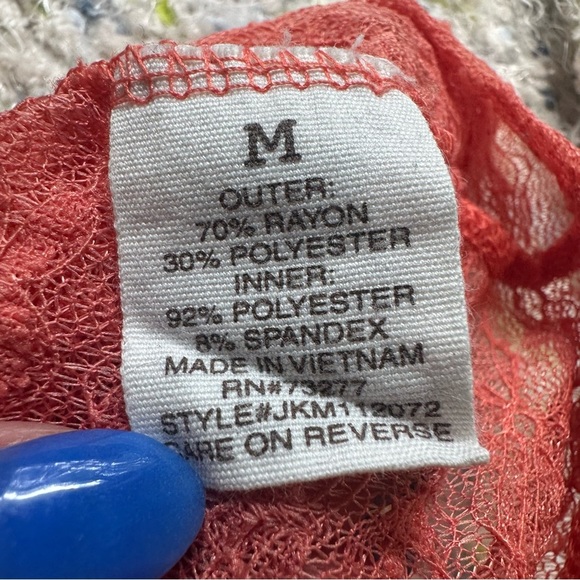 M
OUTER:
70% RAYON
30% POLYESTER
INNER:
92% POLYESTER
8% SPANDEX
MADE IN VIETNAM
RN#73277
STYLE#JKM112072
CARE ON REVERSE